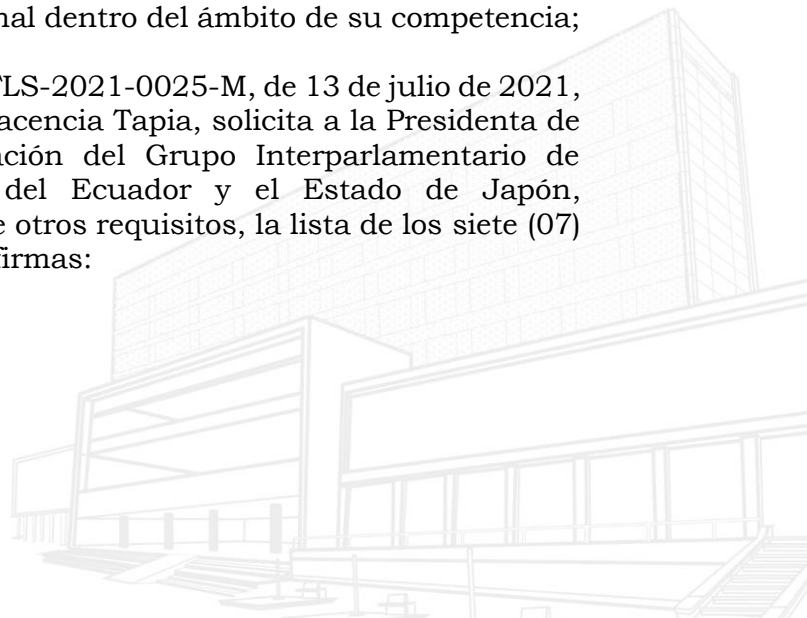 nal dentro del ámbito de su competencia;
TLS-2021-0025-M, de 13 de julio de 2021,
acencia Tapia, solicita a la Presidenta de
ación del Grupo Interparlamentario de
del Ecuador y el Estado de Japón,
e otros requisitos, la lista de los siete (07)
firmas: